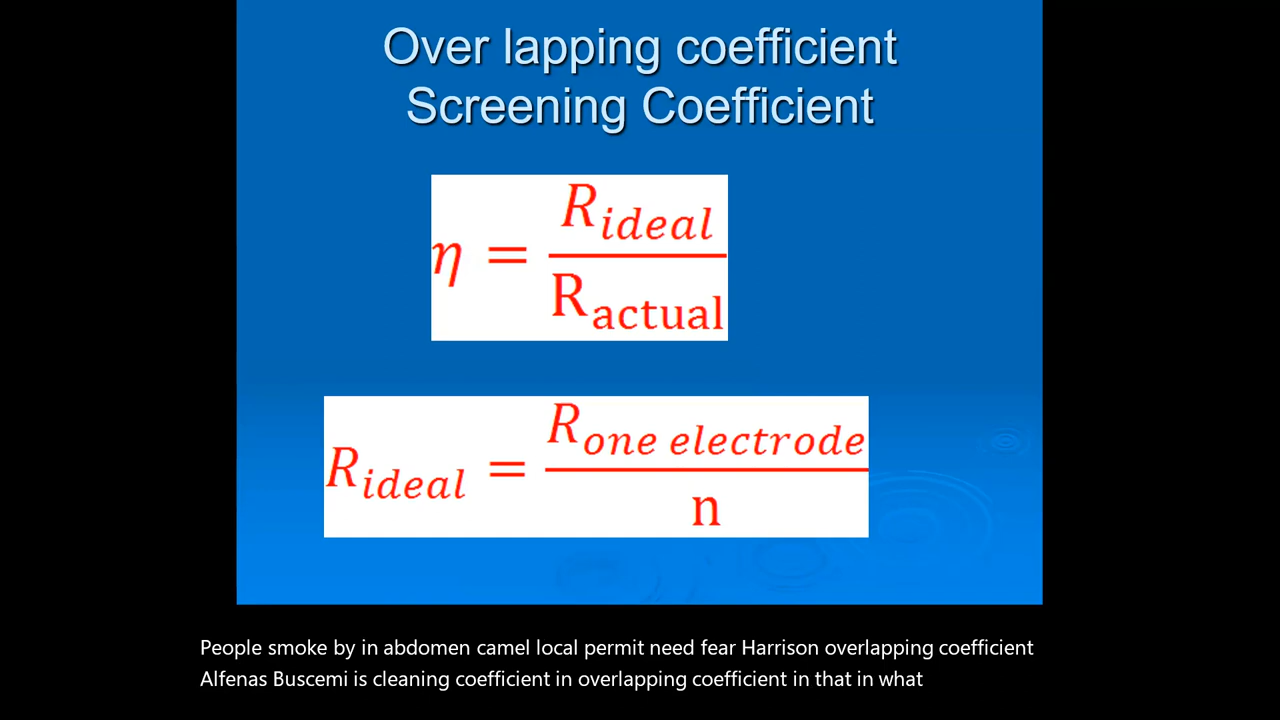 Over lapping coefficient
Screening Coefficient
η = R_ideal / R_actual
R_ideal = R_one electrode / n
People smoke by in abdomen camel local permit need fear Harrison overlapping coefficient
Alfenas Buscemi is cleaning coefficient in overlapping coefficient in that in what